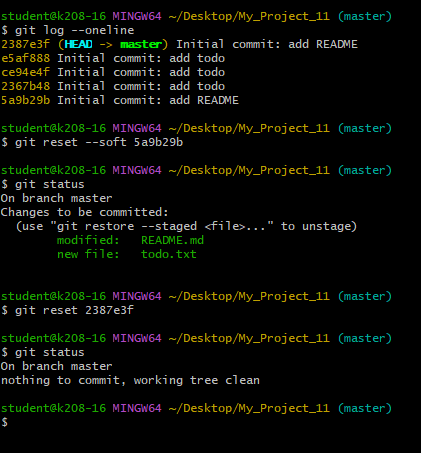 student@k208-16 MINGW64 ~/Desktop/My_Project_11 (master)
$ git log --oneline
2387e3f (HEAD -> master) Initial commit: add README
e5af888 Initial commit: add todo
ce94e4f Initial commit: add todo
2367b48 Initial commit: add todo
5a9b29b Initial commit: add README
student@k208-16 MINGW64 ~/Desktop/My_Project_11 (master)
$ git reset --soft 5a9b29b
student@k208-16 MINGW64 ~/Desktop/My_Project_11 (master)
$ git status
On branch master
Changes to be committed:
  (use "git restore --staged <file>..." to unstage)
        modified:   README.md
        new file:   todo.txt
student@k208-16 MINGW64 ~/Desktop/My_Project_11 (master)
$ git reset 2387e3f
student@k208-16 MINGW64 ~/Desktop/My_Project_11 (master)
$ git status
On branch master
nothing to commit, working tree clean
student@k208-16 MINGW64 ~/Desktop/My_Project_11 (master)
$